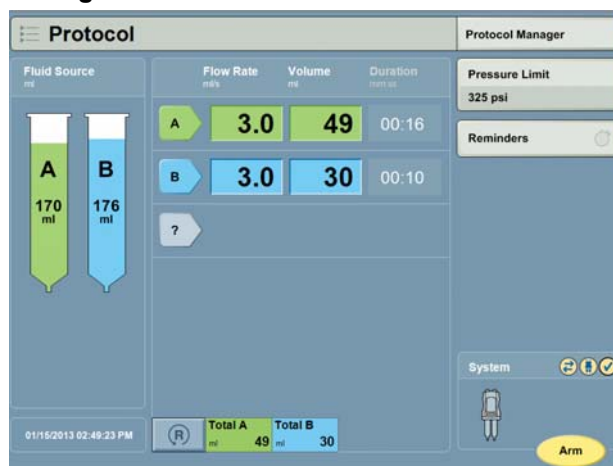 Protocol
Protocol Manager
Fluid Source
ml
Flow Rate
ml/s
Volume
ml
Duration
mm:ss
Pressure Limit
325 psi
Reminders
A 3.0 49 00:16
B 3.0 30 00:10
?
A
170
ml
B
176
ml
System
01/15/2013 02:49:23 PM
R
Total A
ml 49
Total B
ml 30
Arm